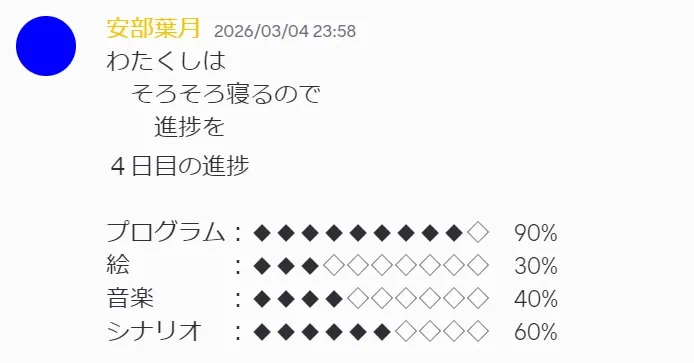 安部葉月 2026/03/04 23:58
わたくしは
　そろそろ寝るので
　　進捗を
４日目の進捗
プログラム：◆◆◆◆◆◆◆◆◆◇　90%
絵　　　　：◆◆◆◇◇◇◇◇◇◇　30%
音楽　　　：◆◆◆◆◇◇◇◇◇◇　40%
シナリオ　：◆◆◆◆◆◆◇◇◇◇　60%